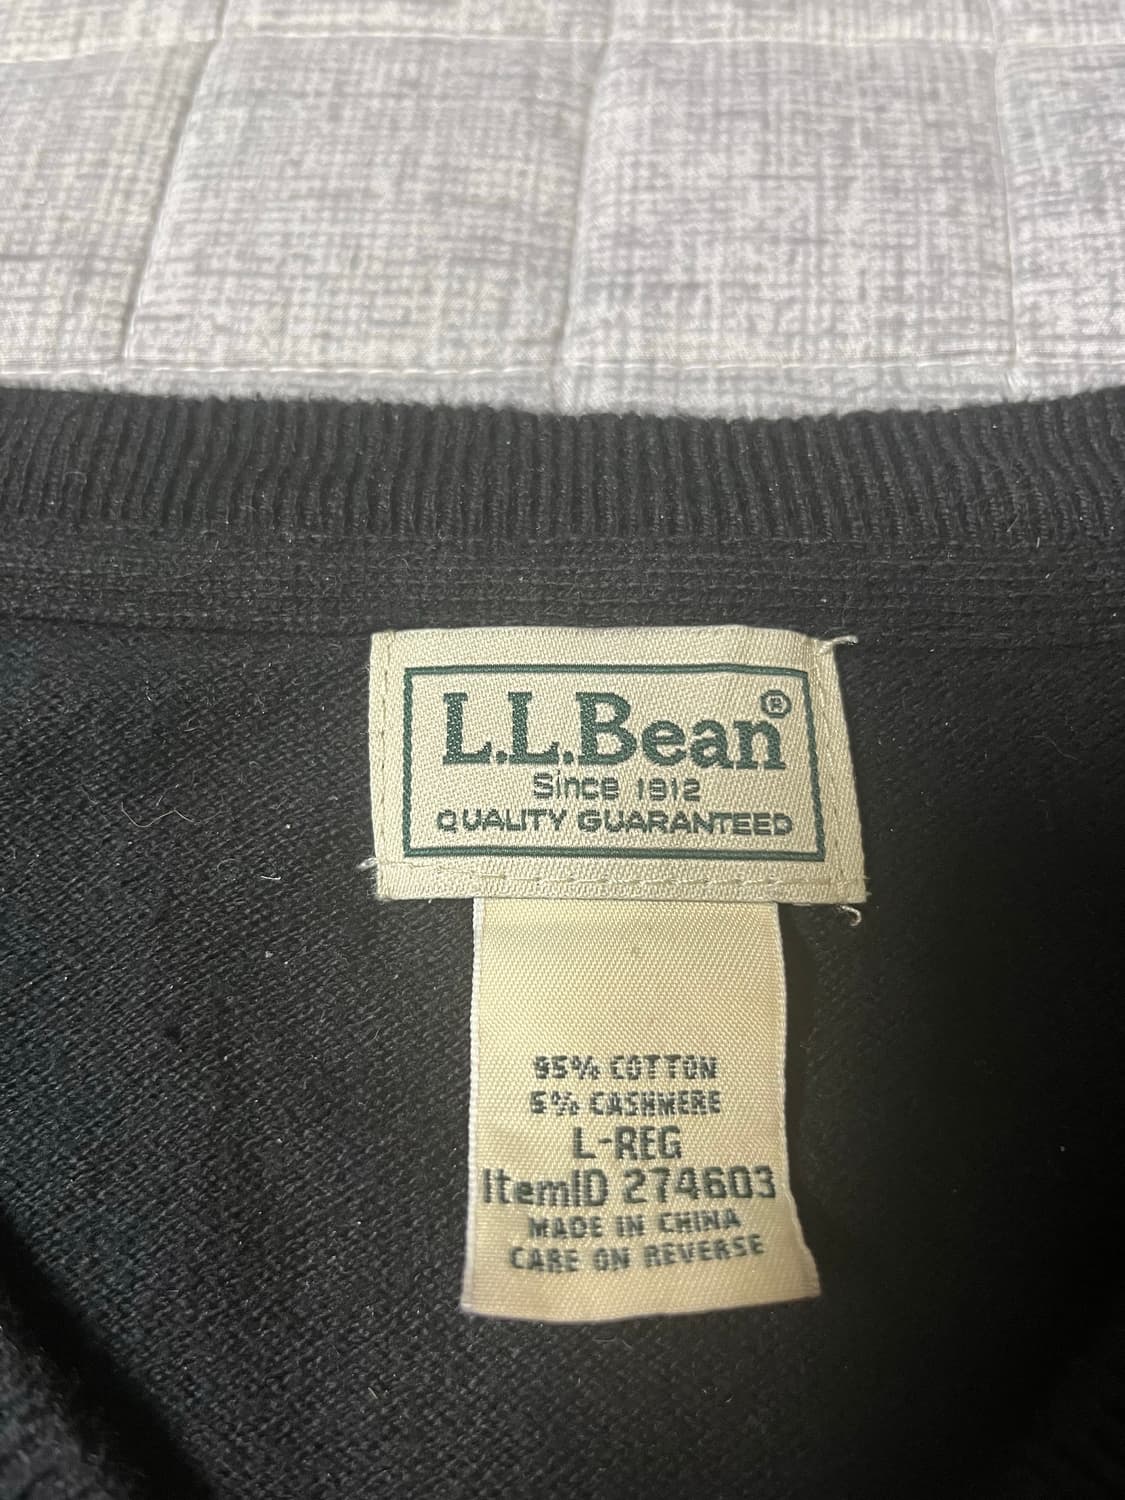 L.L.Bean®
Since 1912
QUALITY GUARANTEED
95% COTTON
5% CASHMERE
L-REG
ItemID 274603
MADE IN CHINA
CARE ON REVERSE